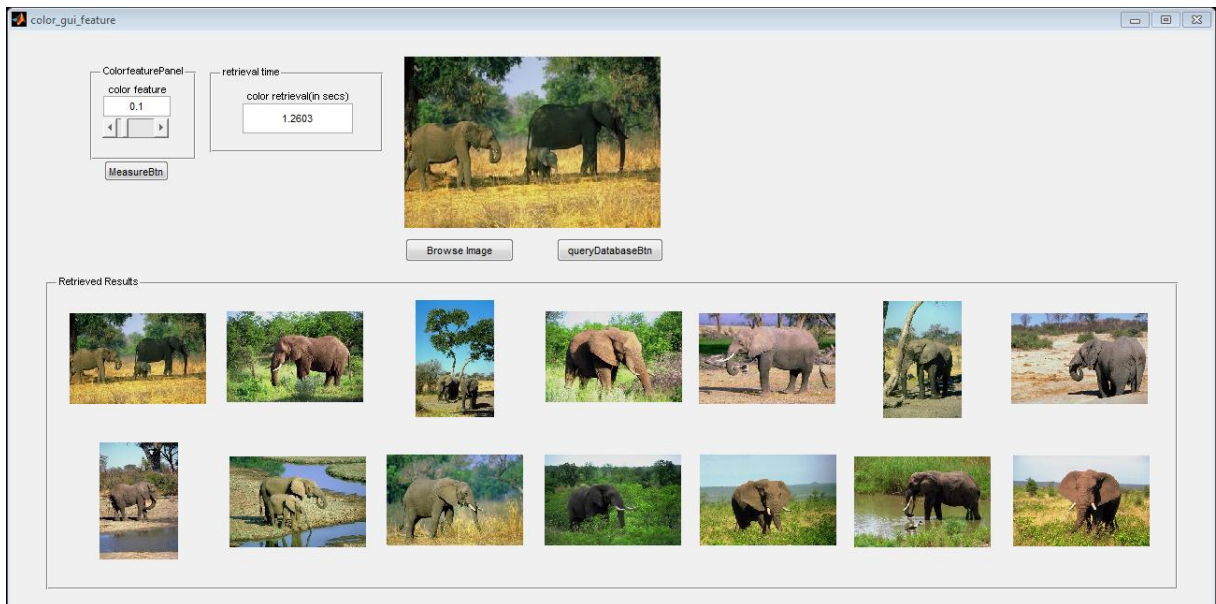 color_gui_feature
ColorfeaturePanel
color feature
0.1
MeasureBtn
retrieval time
color retrieval(in secs)
1.2603
Browse Image
queryDatabaseBtn
Retrieved Results